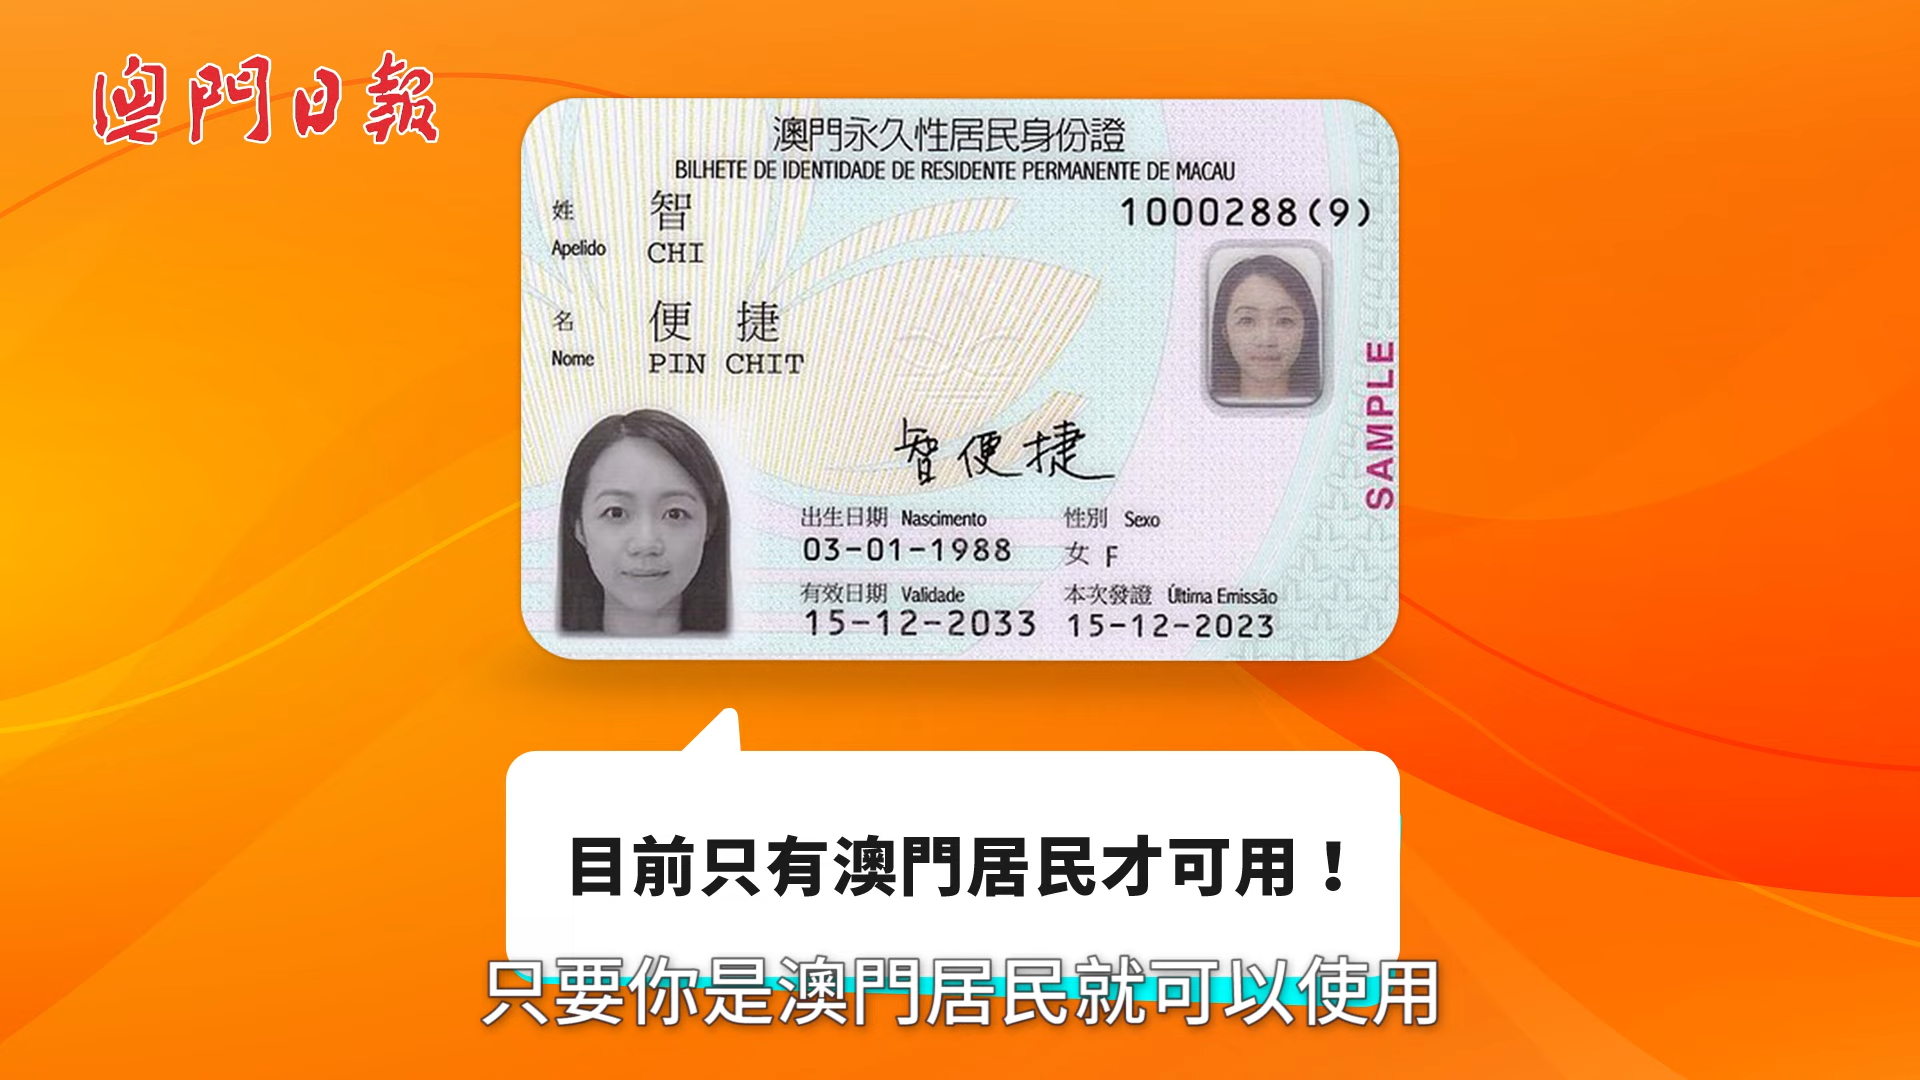 澳門日報
澳門永久性居民身份證
BILHETE DE IDENTIDADE DE RESIDENTE PERMANENTE DE MACAU
1000288(9)
姓 智
Apelido CHI
名 便 捷
Nome PIN CHIT
SAMPLE
智便捷
出生日期 Nascimento 性別 Sexo
03-01-1988 女 F
有效日期 Validade 本次發證 Última Emissão
15-12-2033 15-12-2023
目前只有澳門居民才可用！
只要你是澳門居民就可以使用